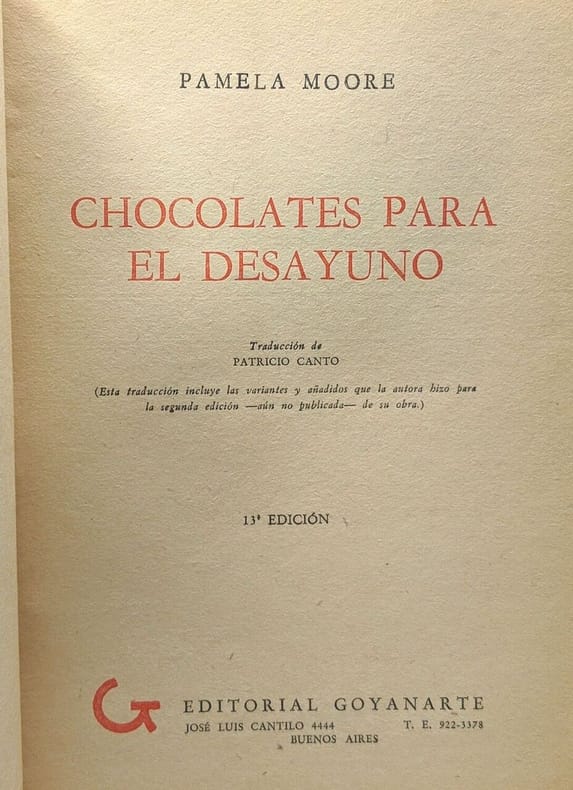 PAMELA MOORE
CHOCOLATES PARA
EL DESAYUNO
Traducción de
PATRICIO CANTO
(Esta traducción incluye las variantes y añadidos que la autora hizo para
la segunda edición —aún no publicada— de su obra.)
13ª EDICIÓN
EDITORIAL GOYANARTE
JOSÉ LUIS CANTILO 4444 T. E. 922-3378
BUENOS AIRES